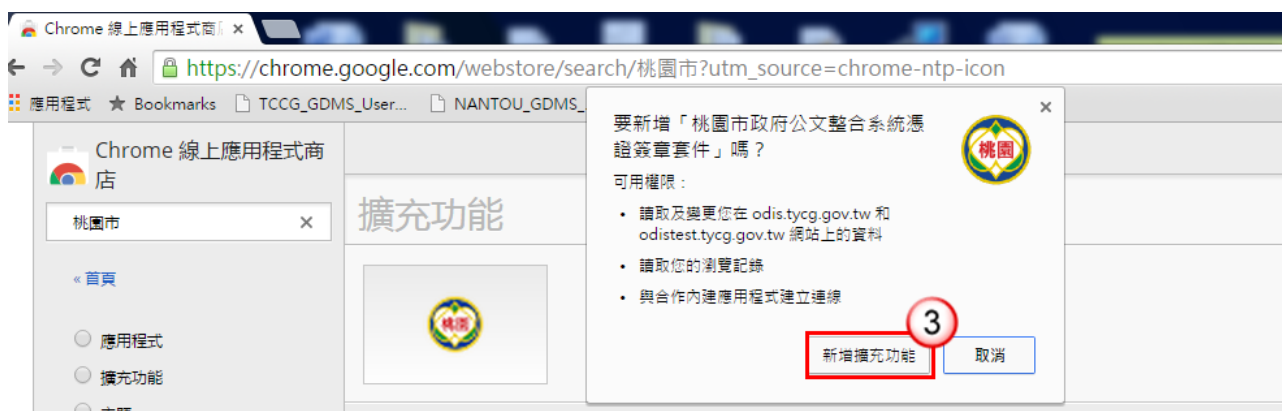 Chrome 線上應用程式商
https://chrome.google.com/webstore/search/桃園市?utm_source=chrome-ntp-icon
應用程式 Bookmarks TCCG_GDMS_User... NANTOU_GDMS_
Chrome 線上應用程式商
店
桃園市
«首頁
應用程式
擴充功能
擴充功能
桃園
要新增「桃園市政府公文整合系統憑
證簽章套件」嗎？
桃園
可用權限：
• 讀取及變更您在 odis.tycg.gov.tw 和
odistest.tycg.gov.tw 網站上的資料
• 讀取您的瀏覽記錄
• 與合作內建應用程式建立連線
3
新增擴充功能 取消